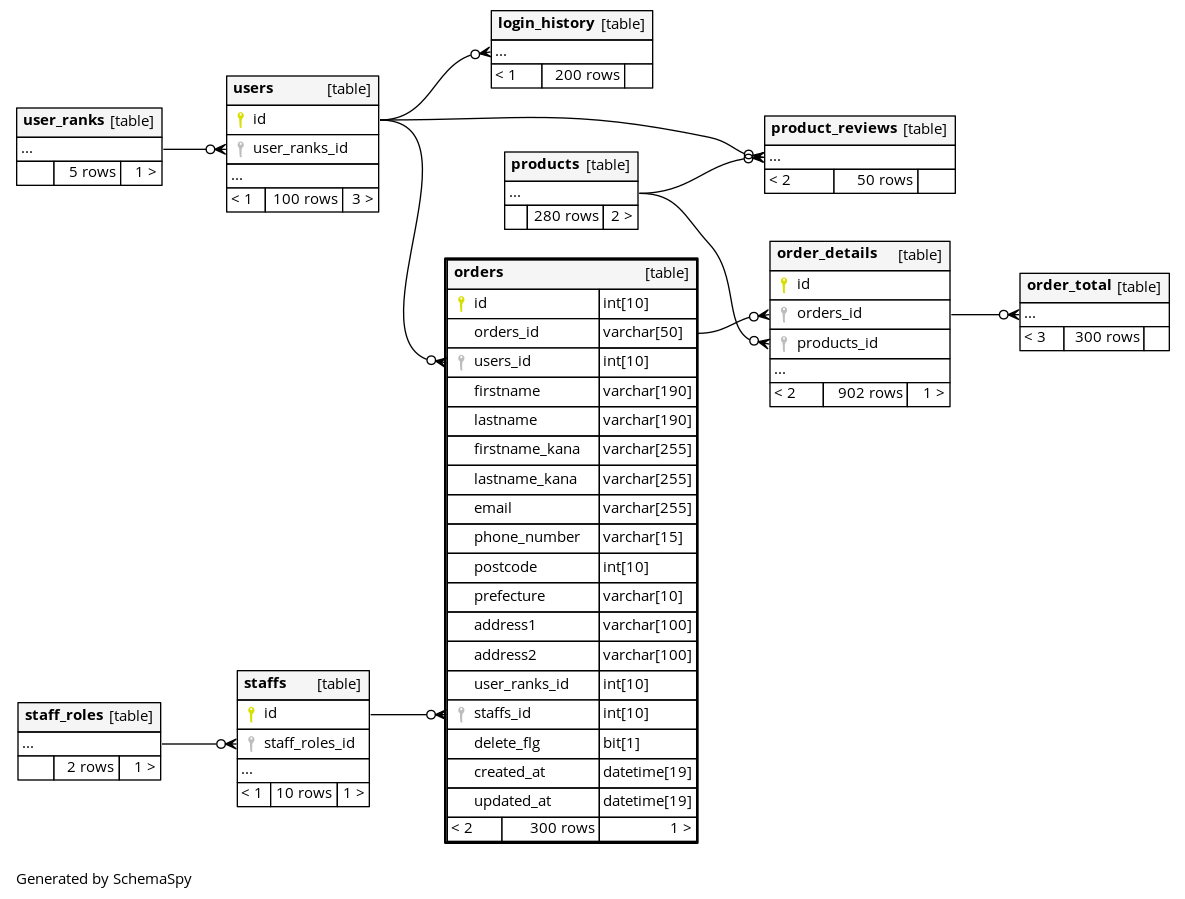 login_history [table]
...
< 1 200 rows
users [table]
id
user_ranks_id
...
< 1 100 rows 3 >
user_ranks [table]
...
5 rows 1 >
product_reviews [table]
...
< 2 50 rows
products [table]
...
280 rows 2 >
order_details [table]
id
orders_id
products_id
...
< 2 902 rows 1 >
order_total [table]
...
< 3 300 rows
orders [table]
id int[10]
orders_id varchar[50]
users_id int[10]
firstname varchar[190]
lastname varchar[190]
firstname_kana varchar[255]
lastname_kana varchar[255]
email varchar[255]
phone_number varchar[15]
postcode int[10]
prefecture varchar[10]
address1 varchar[100]
address2 varchar[100]
user_ranks_id int[10]
staffs_id int[10]
delete_flg bit[1]
created_at datetime[19]
updated_at datetime[19]
< 2 300 rows 1 >
staffs [table]
id
staff_roles_id
...
< 1 10 rows 1 >
staff_roles [table]
...
2 rows 1 >
Generated by SchemaSpy